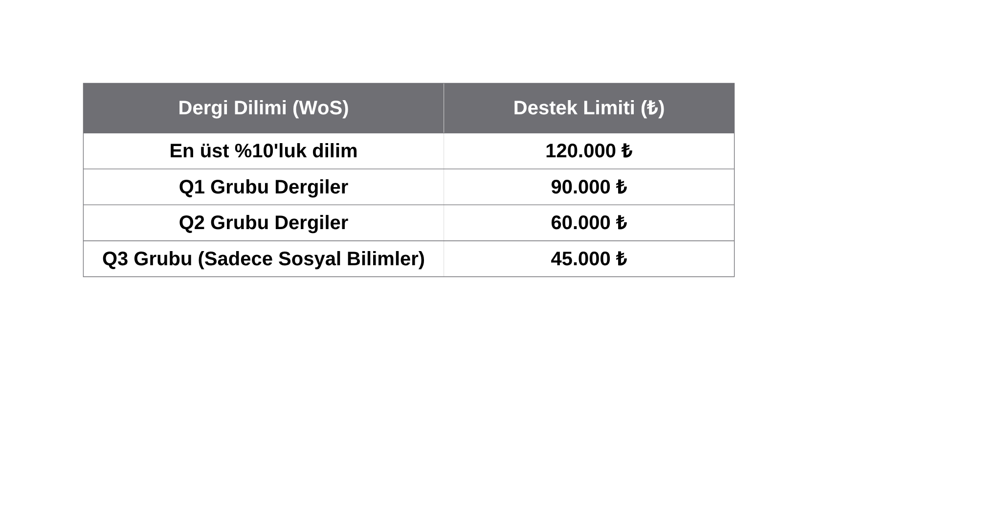 Dergi Dilimi (WoS) Destek Limiti (₺)
En üst %10'luk dilim 120.000 ₺
Q1 Grubu Dergiler 90.000 ₺
Q2 Grubu Dergiler 60.000 ₺
Q3 Grubu (Sadece Sosyal Bilimler) 45.000 ₺